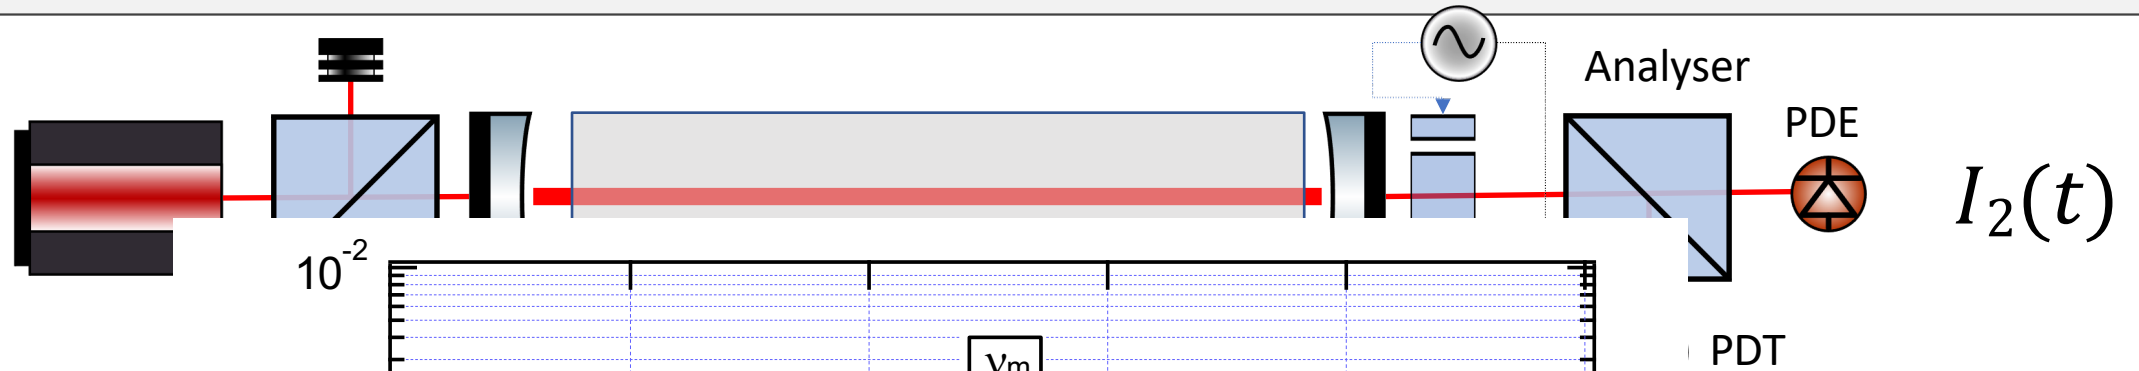 Analyser
PDE
I₂(t)
10⁻²
νₘ
PDT